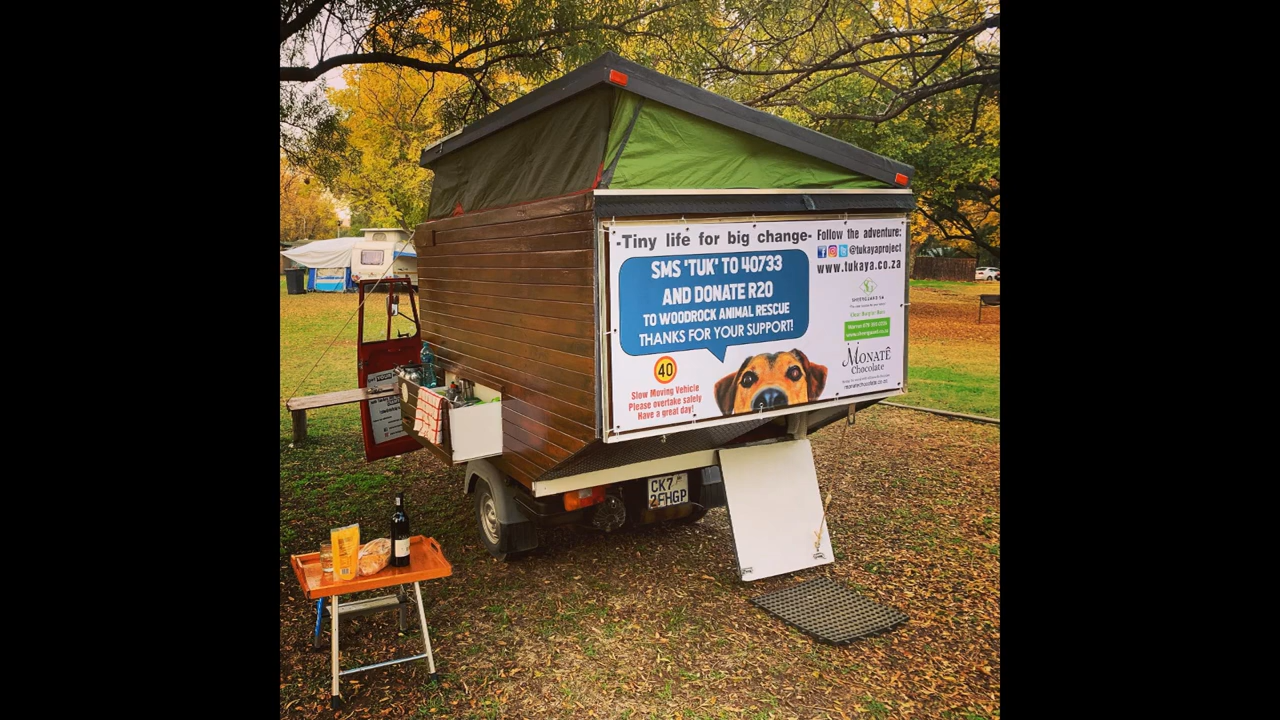 -Tiny life for big change-
Follow the adventure:
@tukayaproject
www.tukaya.co.za
SMS 'TUK' TO 40733
AND DONATE R20
TO WOODROCK ANIMAL RESCUE
THANKS FOR YOUR SUPPORT!
40
Slow Moving Vehicle
Please overtake safely
Have a great day!
MONATÊ
Chocolate
CK7
2FHGP